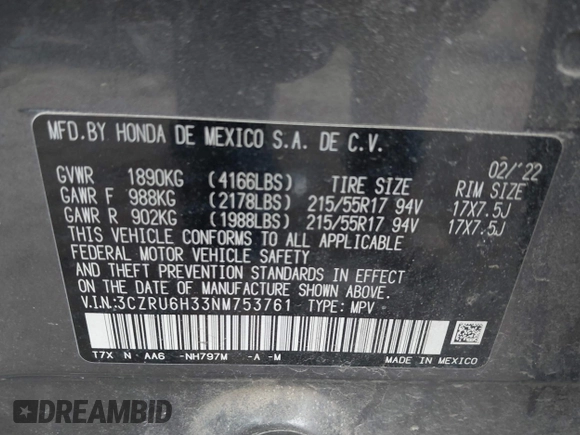 MFD.BY HONDA DE MEXICO S.A. DE C.V.
02/'22
GVWR 1890KG (4166LBS) TIRE SIZE RIM SIZE
GAWR F 988KG (2178LBS) 215/55R17 94V 17X7.5J
GAWR R 902KG (1988LBS) 215/55R17 94V 17X7.5J
THIS VEHICLE CONFORMS TO ALL APPLICABLE
FEDERAL MOTOR VEHICLE SAFETY AND THEFT
PREVENTION STANDARDS IN EFFECT
ON THE DATE OF MANUFACTURE SHOWN ABOVE.
V.I.N:3CZRU6H33NM753761 TYPE: MPV
T7X N AA6 -NH797M -A -M MADE IN MEXICO
DREAMBID